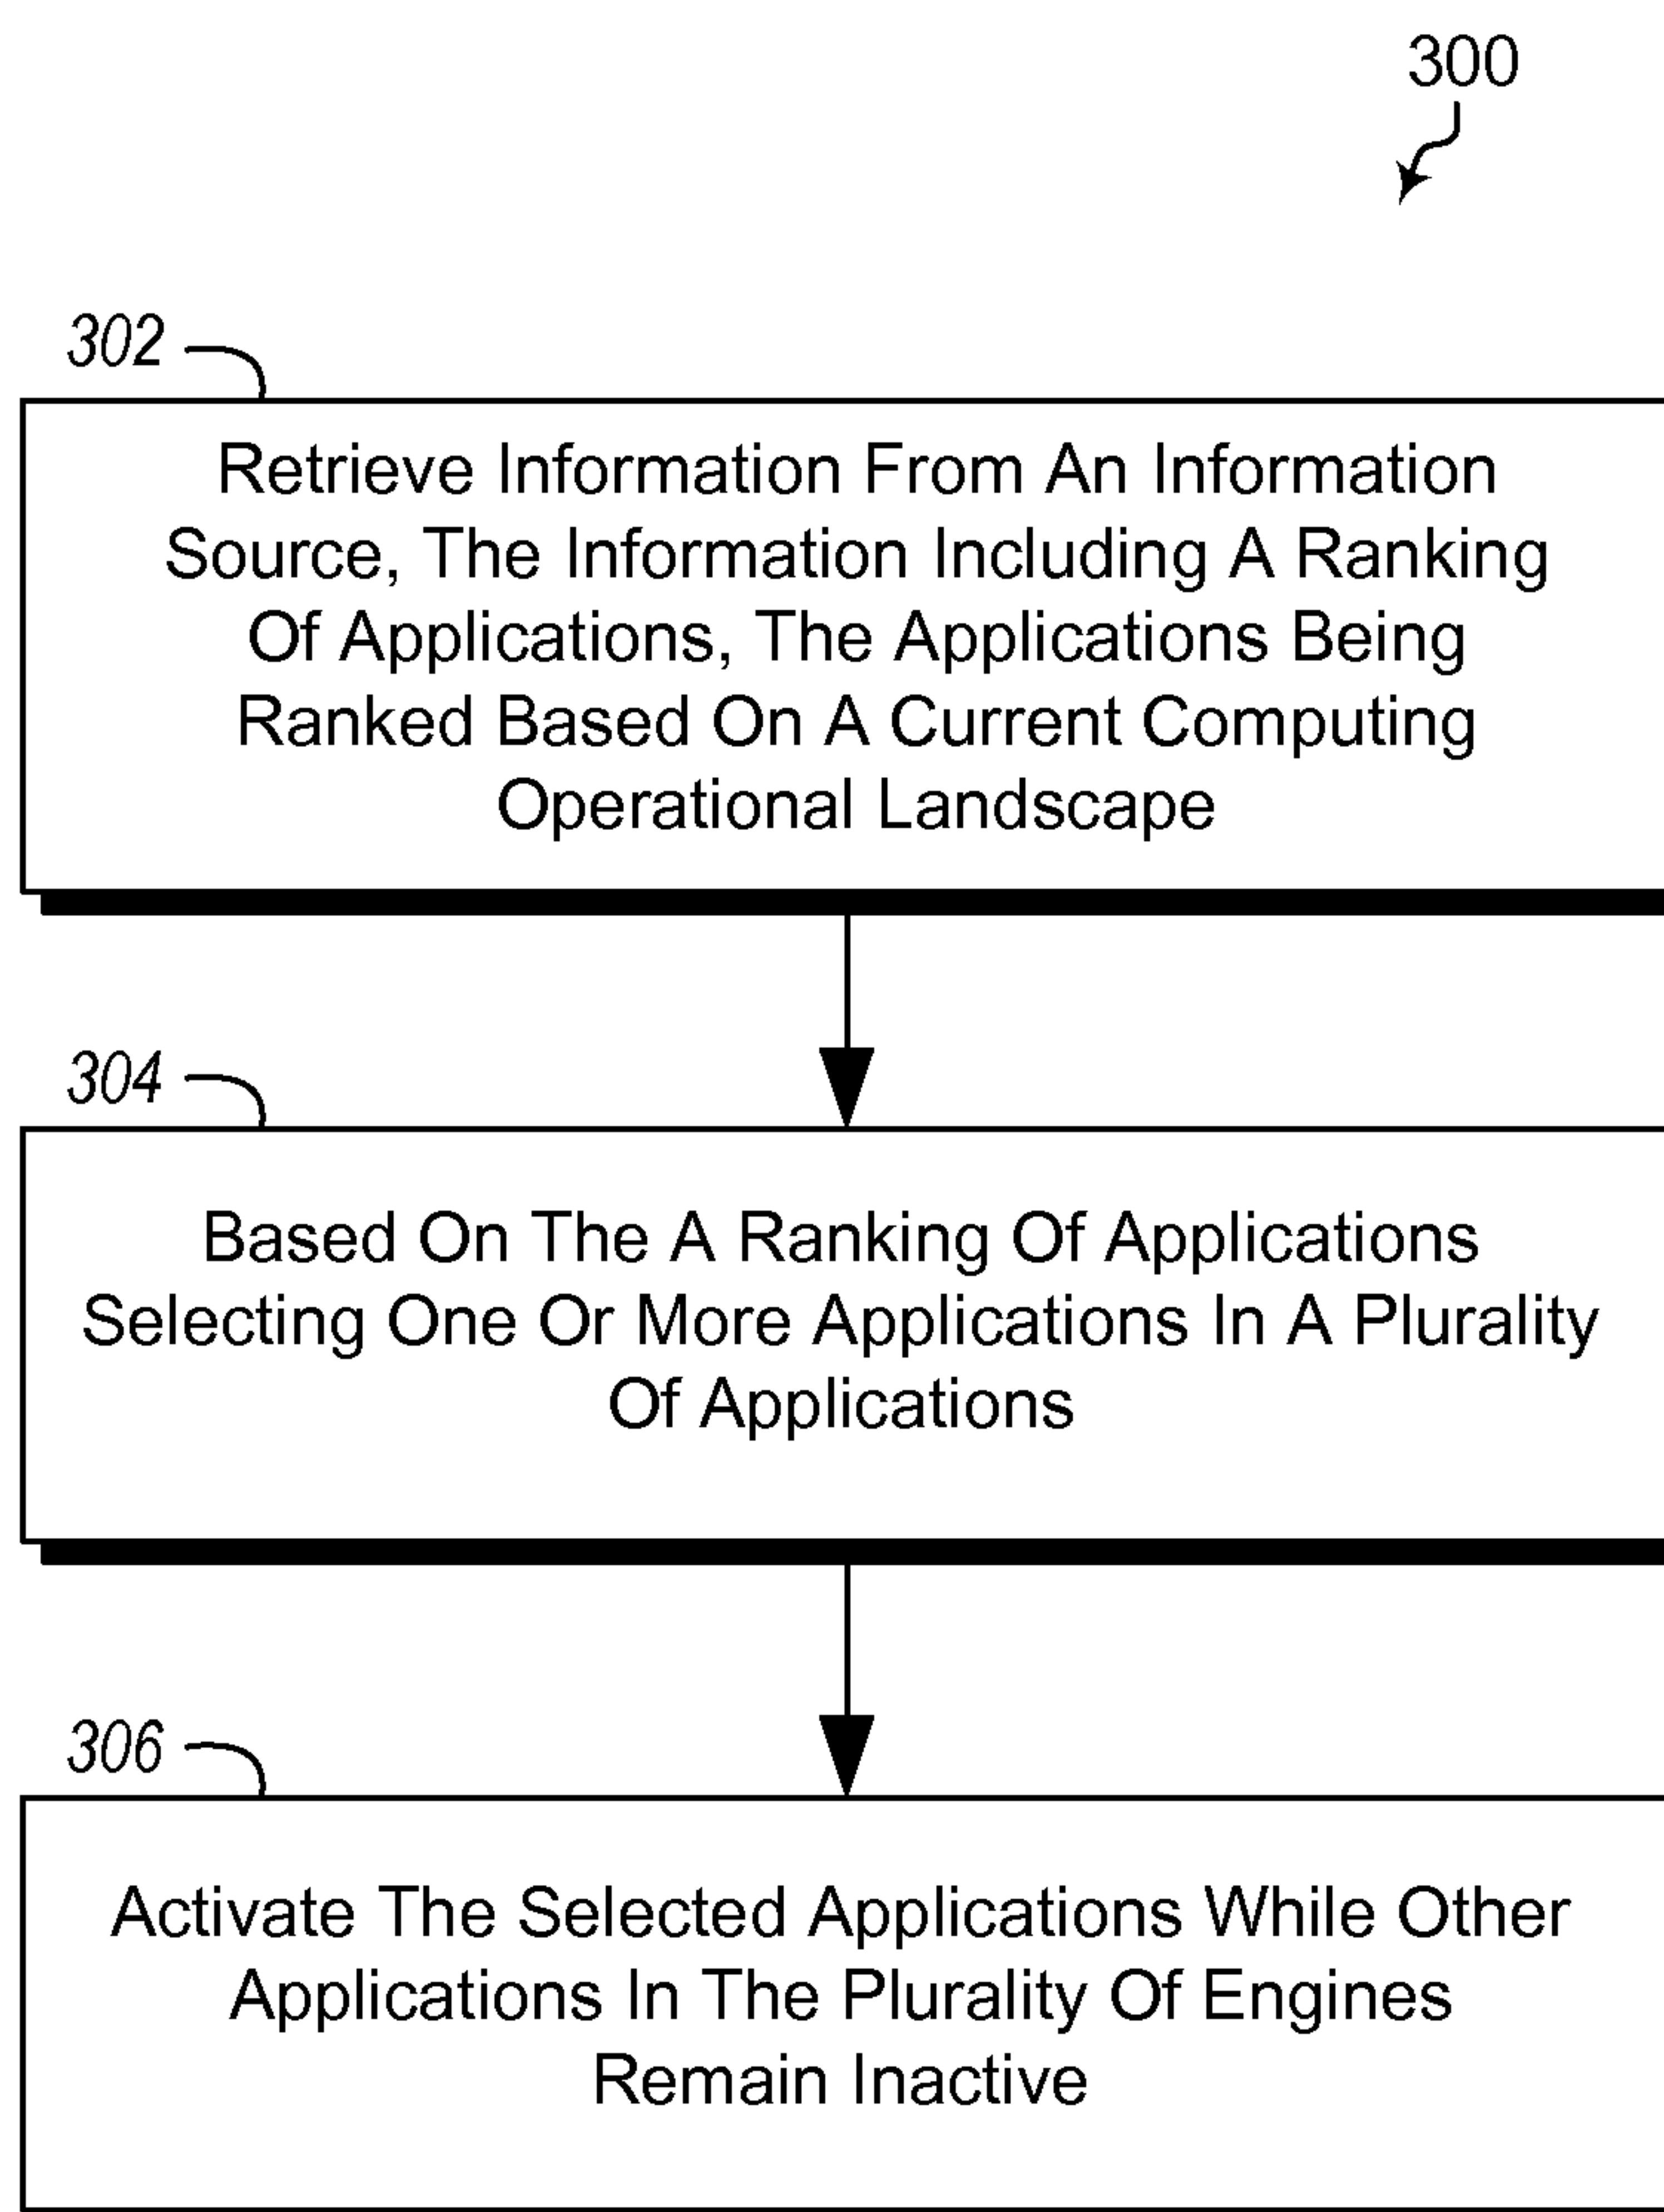 300
302
Retrieve Information From An Information
Source, The Information Including A Ranking
Of Applications, The Applications Being
Ranked Based On A Current Computing
Operational Landscape
304
Based On The A Ranking Of Applications
Selecting One Or More Applications In A Plurality
Of Applications
306
Activate The Selected Applications While Other
Applications In The Plurality Of Engines
Remain Inactive